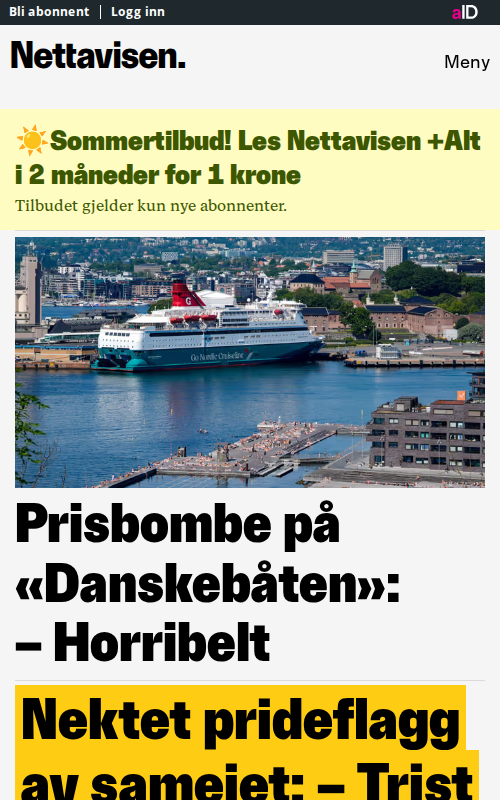 Bli abonnent
Logg inn
aID
Nettavisen.
Meny
Sommertilbud! Les Nettavisen +Alt
i 2 måneder for 1 krone
Tilbudet gjelder kun nye abonnenter.
G
Go Nordic Cruiseline
Prisbombe på
«Danskebåten»:
– Horribelt
Nektet prideflagg
av sameiet: – Trist